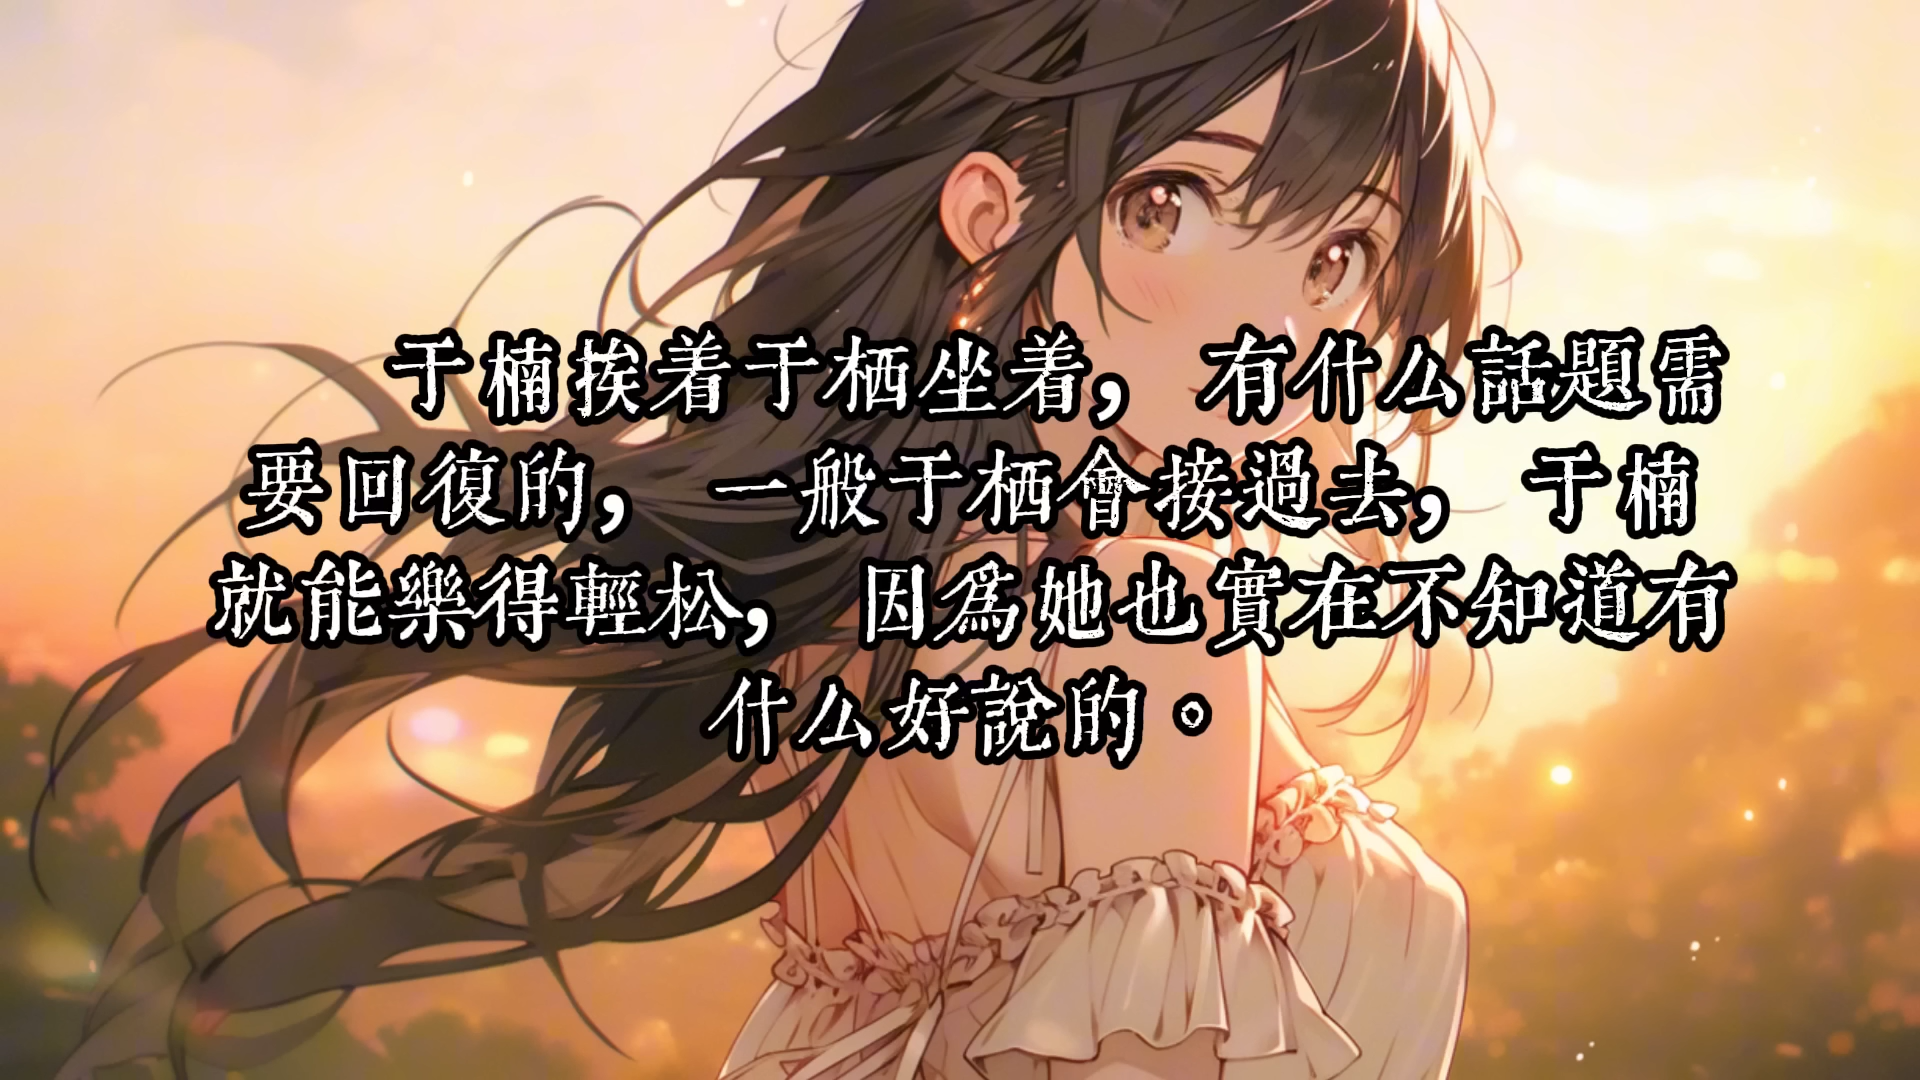 于楠挨着于栖坐着，有什么話題需
要回復的，一般于栖會接過去，于楠
就能樂得輕松，因爲她也實在不知道有
什么好說的。